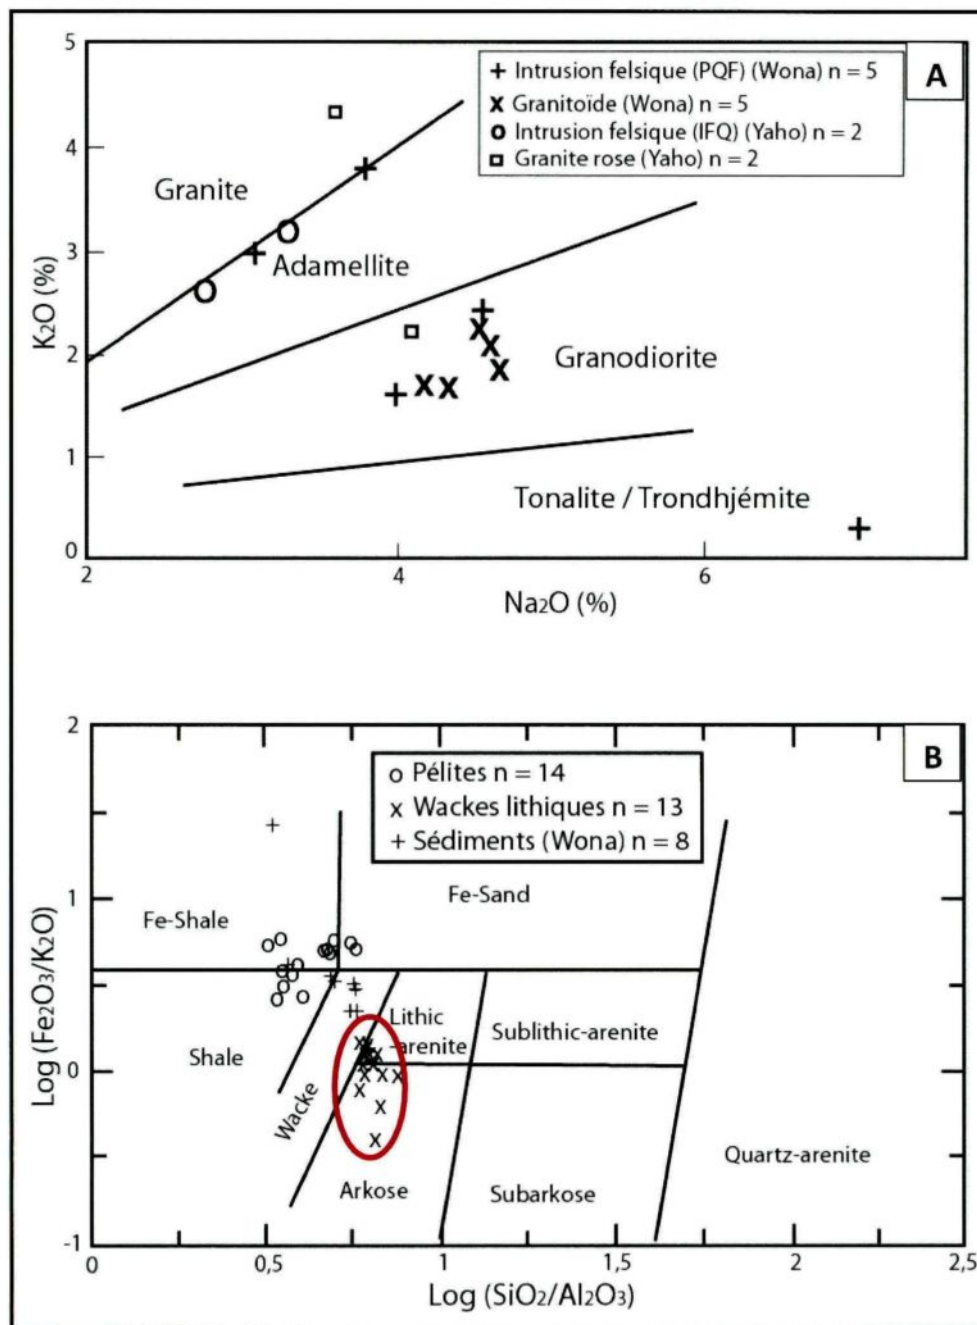 A
+ Intrusion felsique (PQF) (Wona) n = 5
x Granitoïde (Wona) n = 5
o Intrusion felsique (IFQ) (Yaho) n = 2
□ Granite rose (Yaho) n = 2
5
4
3
2
1
0
K₂O (%)
Granite
Adamellite
Granodiorite
Tonalite / Trondhjémite
2
4
6
Na₂O (%)
B
o Pélites n = 14
x Wackes lithiques n = 13
+ Sédiments (Wona) n = 8
2
1
0
-1
Log (Fe₂O₃/K₂O)
Fe-Shale
Fe-Sand
Shale
Wacke
Lithic
-arenite
Sublithic-arenite
Arkose
Subarkose
Quartz-arenite
0
0,5
1
1,5
2
2,5
Log (SiO₂/Al₂O₃)